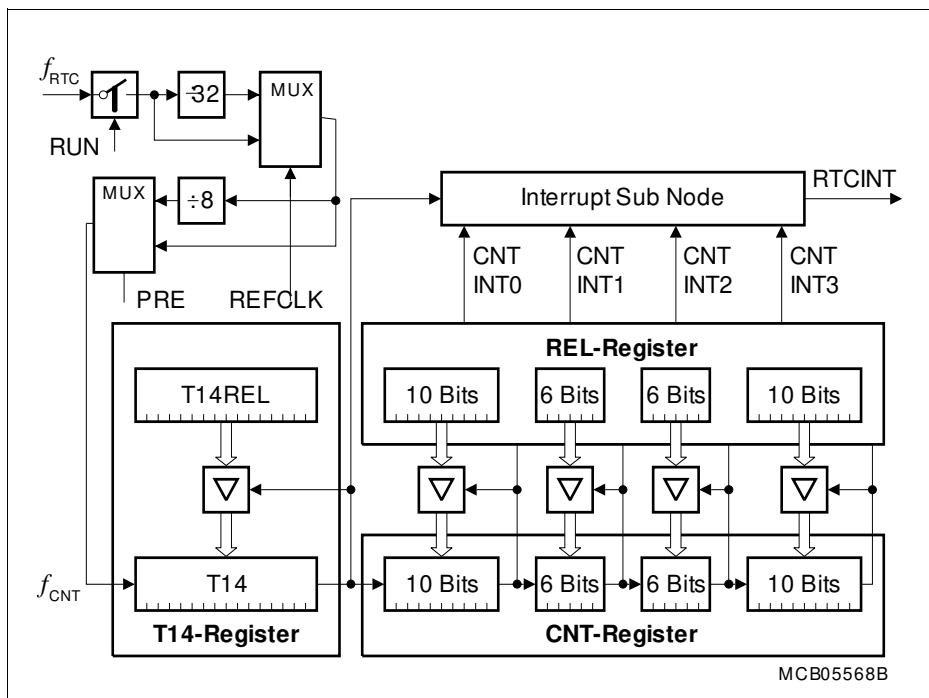 fRTC
÷32
MUX
RUN
MUX
÷8
PRE
REFCLK
Interrupt Sub Node
RTCINT
CNT INT0
CNT INT1
CNT INT2
CNT INT3
REL-Register
T14REL
10 Bits
6 Bits
6 Bits
10 Bits
fCNT
T14
10 Bits
6 Bits
6 Bits
10 Bits
T14-Register
CNT-Register
MCB05568B